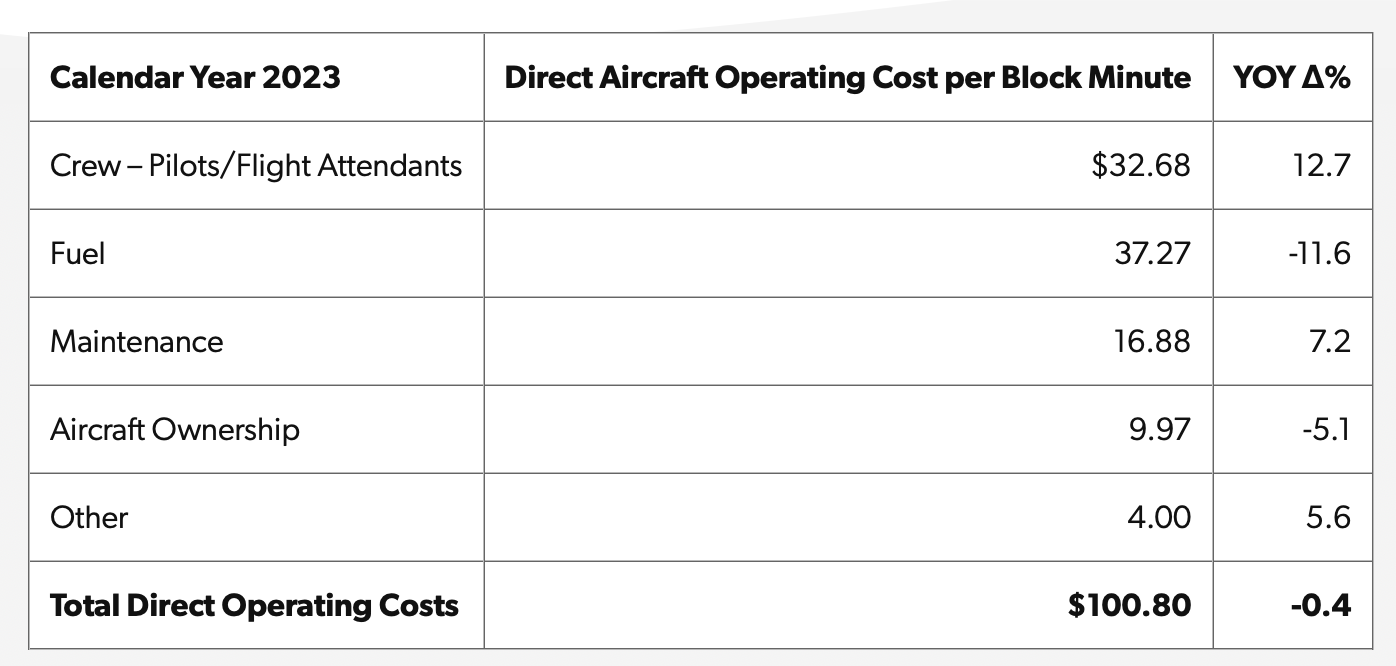 Calendar Year 2023 Direct Aircraft Operating Cost per Block Minute YOY Δ%
Crew – Pilots/Flight Attendants $32.68 12.7
Fuel 37.27 -11.6
Maintenance 16.88 7.2
Aircraft Ownership 9.97 -5.1
Other 4.00 5.6
Total Direct Operating Costs $100.80 -0.4